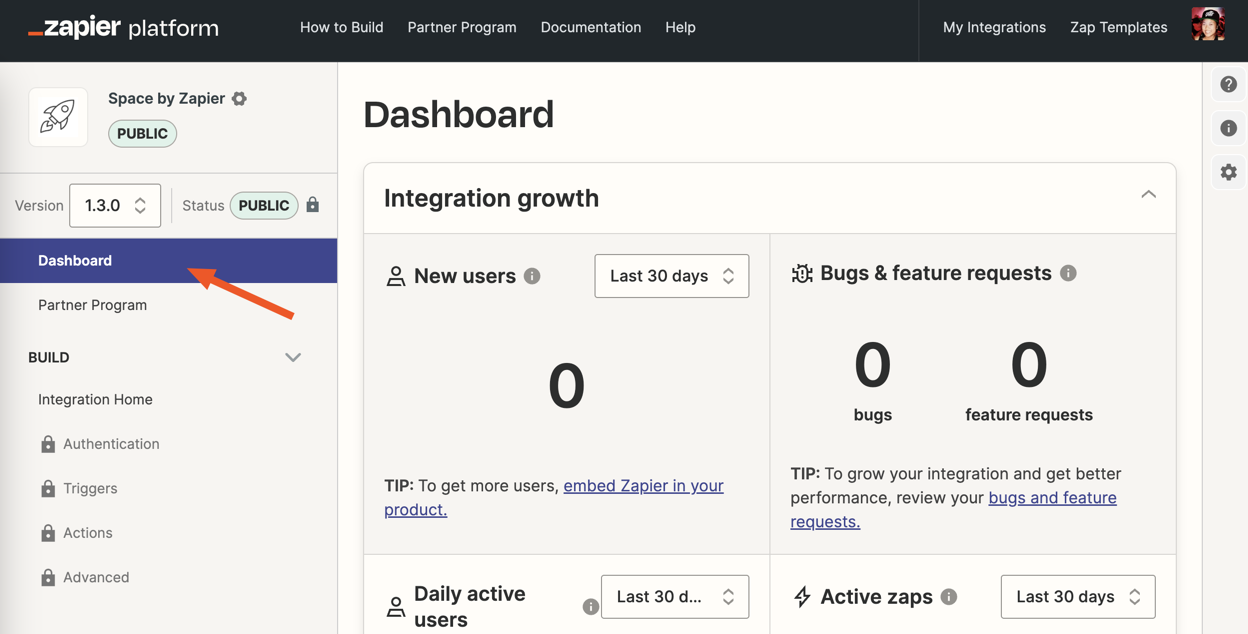 zapier platform
How to Build
Partner Program
Documentation
Help
My Integrations
Zap Templates
Space by Zapier
PUBLIC
Version 1.3.0 Status PUBLIC
Dashboard
Partner Program
BUILD
Integration Home
Authentication
Triggers
Actions
Advanced
Dashboard
Integration growth
New users
Last 30 days
0
TIP: To get more users, embed Zapier in your
product.
Bugs & feature requests
0
bugs
0
feature requests
TIP: To grow your integration and get better
performance, review your bugs and feature
requests.
Daily active
users
Last 30 d...
Active zaps
Last 30 days